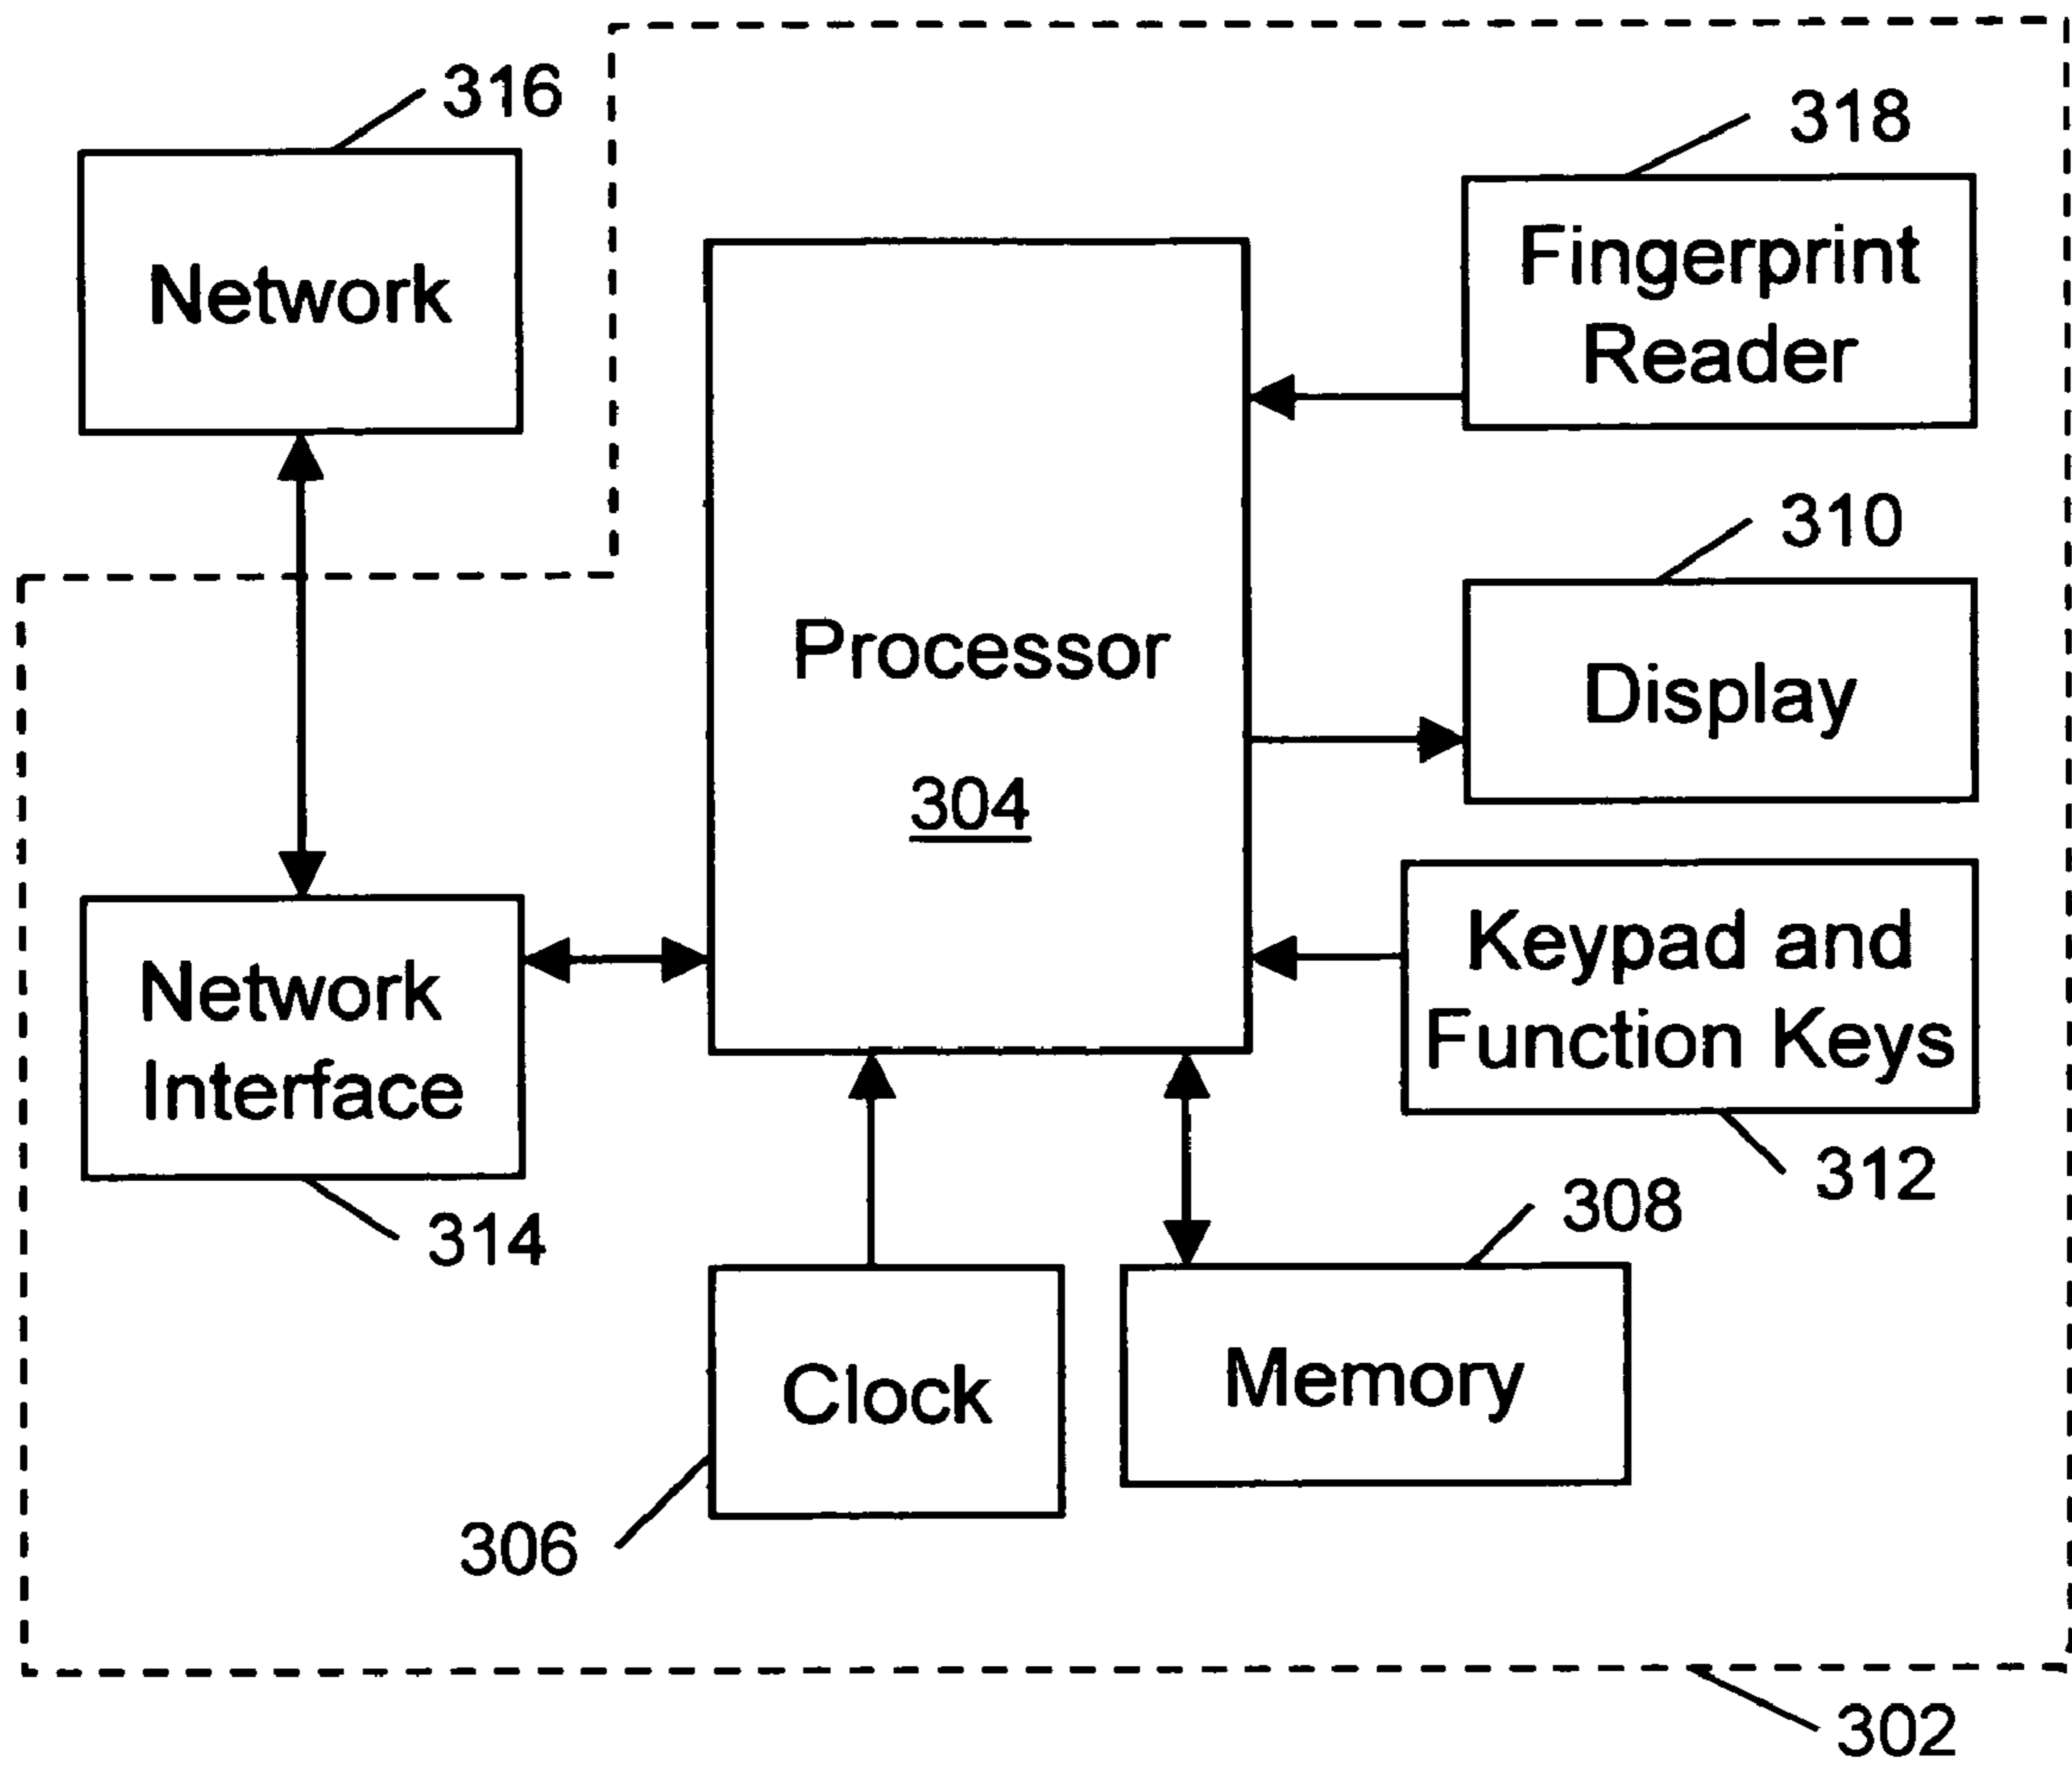 316
Network
318
Fingerprint
Reader
310
Display
Processor
304
Keypad and
Function Keys
312
Network
Interface
314
308
Memory
Clock
306
302